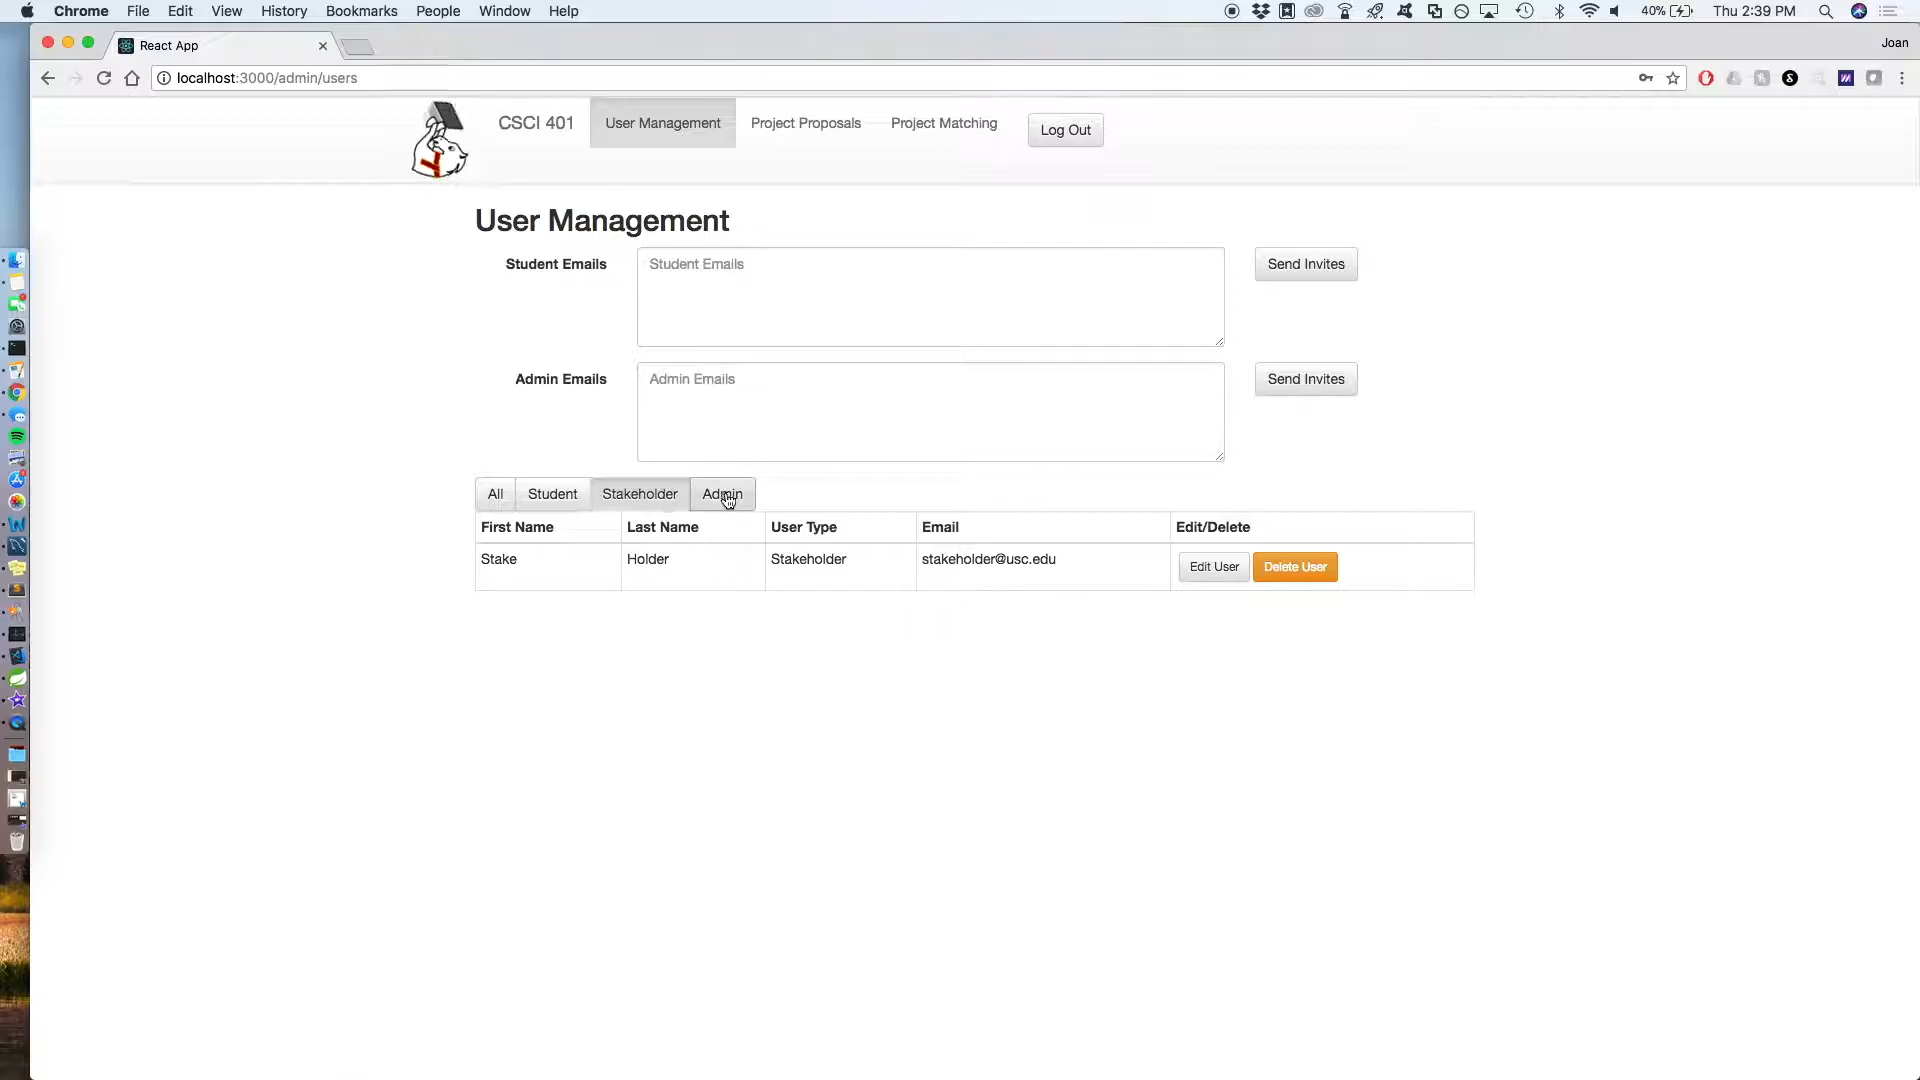 Chrome File Edit View History Bookmarks People Window Help 40% Thu 2:39 PM
React App Joan
localhost:3000/admin/users
CSCI 401 User Management Project Proposals Project Matching Log Out
User Management
Student Emails Student Emails Send Invites
Admin Emails Admin Emails Send Invites
All Student Stakeholder Admin
First Name Last Name User Type Email Edit/Delete
Stake Holder Stakeholder stakeholder@usc.edu Edit User Delete User